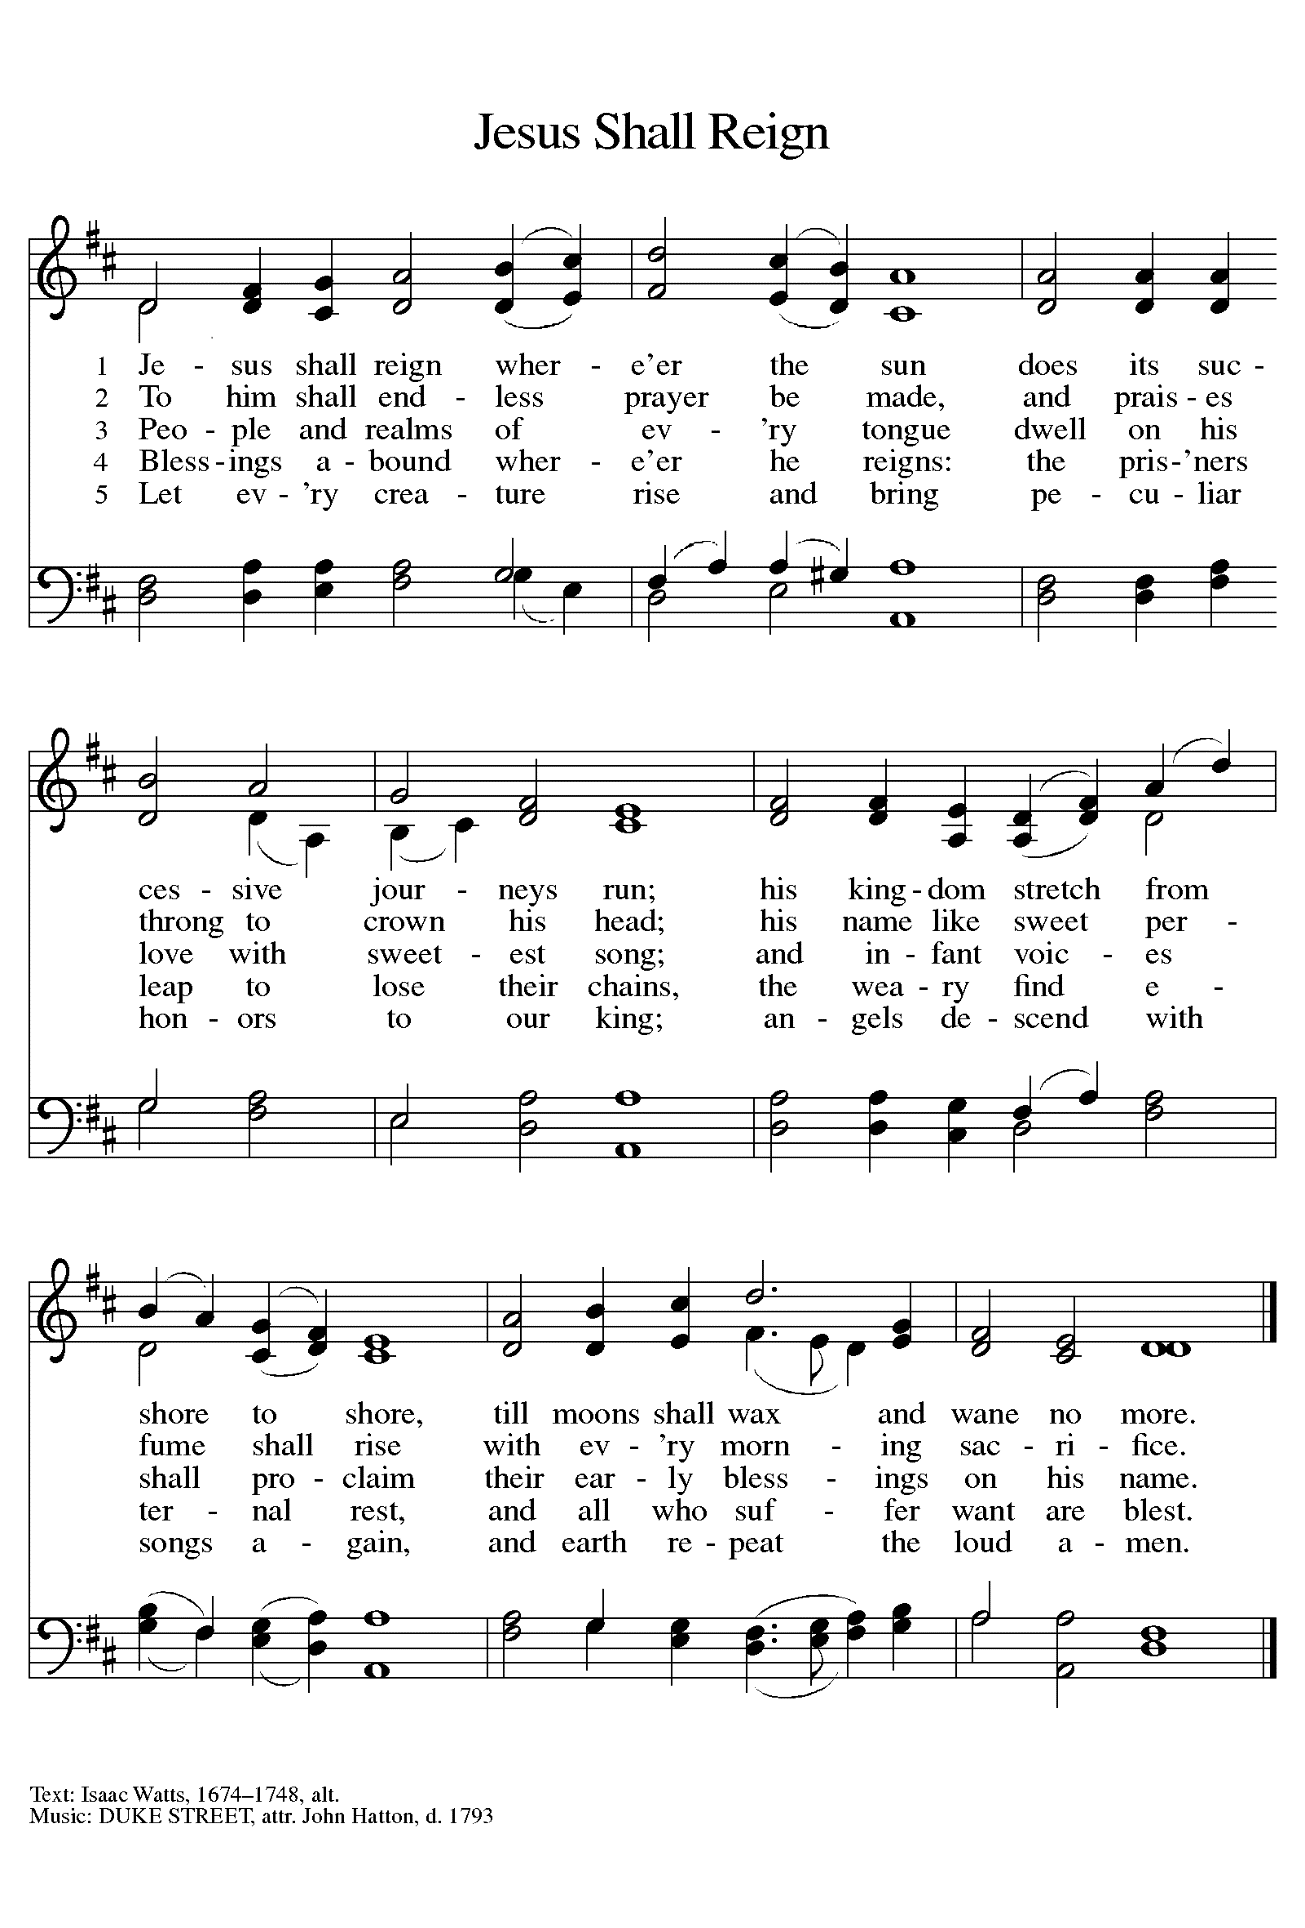 Jesus Shall Reign
1 Je - sus shall reign wher - e’er the sun does its suc -
2 To him shall end - less prayer be made, and prais - es
3 Peo - ple and realms of ev - ’ry tongue dwell on his
4 Bless - ings a - bound wher - e’er he reigns: the pris - ’ners
5 Let ev - ’ry crea - ture rise and bring pe - cu - liar
ces - sive jour - neys run; his king - dom stretch from
throng to crown his head; his name like sweet per -
love with sweet - est song; and in - fant voic - es
leap to lose their chains, the wea - ry find e -
hon - ors to our king; an - gels de - scend with
shore to shore, till moons shall wax and wane no more.
fume shall rise with ev - ’ry morn - ing sac - ri - fice.
shall pro - claim their ear - ly bless - ings on his name.
ter - nal rest, and all who suf - fer want are blest.
songs a - gain, and earth re - peat the loud a - men.
Text: Isaac Watts, 1674–1748, alt.
Music: DUKE STREET, attr. John Hatton, d. 1793